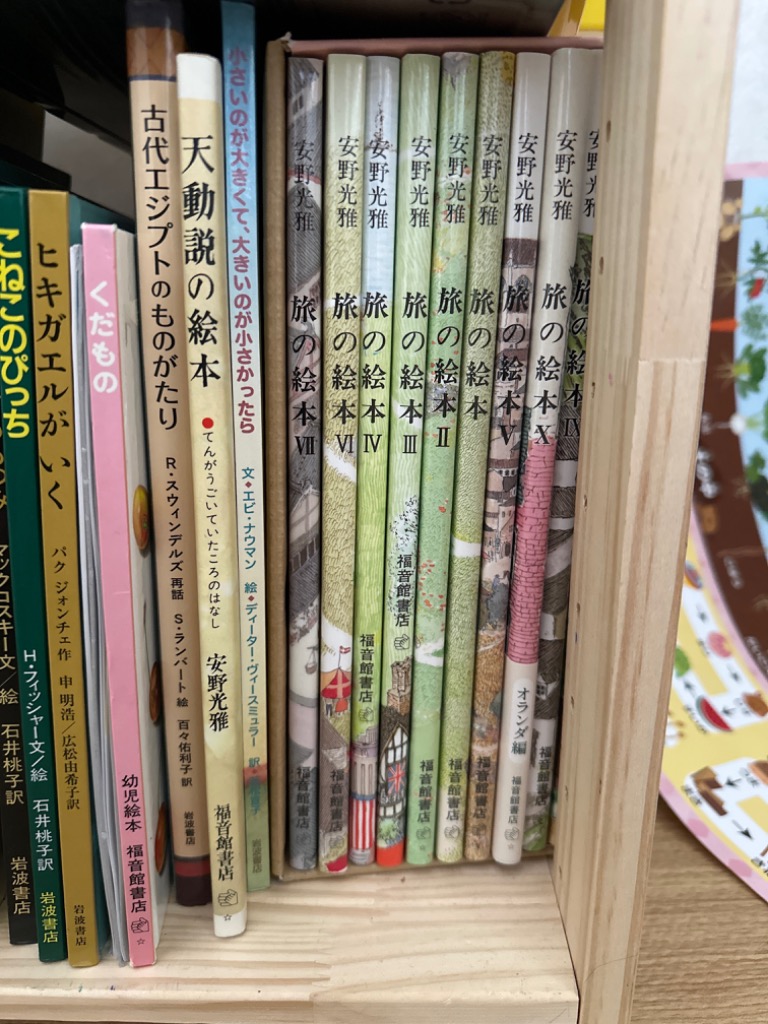 マックロスキー文/絵 石井桃子訳 岩波書店
こねこのぴっち
H・フィッシャー文/絵 石井桃子訳 岩波書店
ヒキガエルがいく
パク ジォンチェ作 申明浩/広松由希子訳 岩波書店
くだもの
幼児絵本 福音館書店
古代エジプトのものがたり
R・スウィンデルズ 再話 S・ランバート 絵 百々佑利子 訳 岩波書店
天動説の絵本
●てんがうごいていたころのはなし
安野光雅 福音館書店☆
小さいのが大きくて、大きいのが小さかったら
文◆エビ・ナウマン 絵◆ディーター・ヴィースミュラー 訳◆
岩波書店
安野光雅 旅の絵本 VII 福音館書店
安野光雅 旅の絵本 VI 福音館書店
安野光雅 旅の絵本 IV 福音館書店
安野光雅 旅の絵本 III 福音館書店
安野光雅 旅の絵本 II 福音館書店
安野光雅 旅の絵本 福音館書店
安野光雅 旅の絵本 V 福音館書店
安野光雅 旅の絵本 X オランダ編 福音館書店
安野光雅 旅の絵本 IX 福音館書店